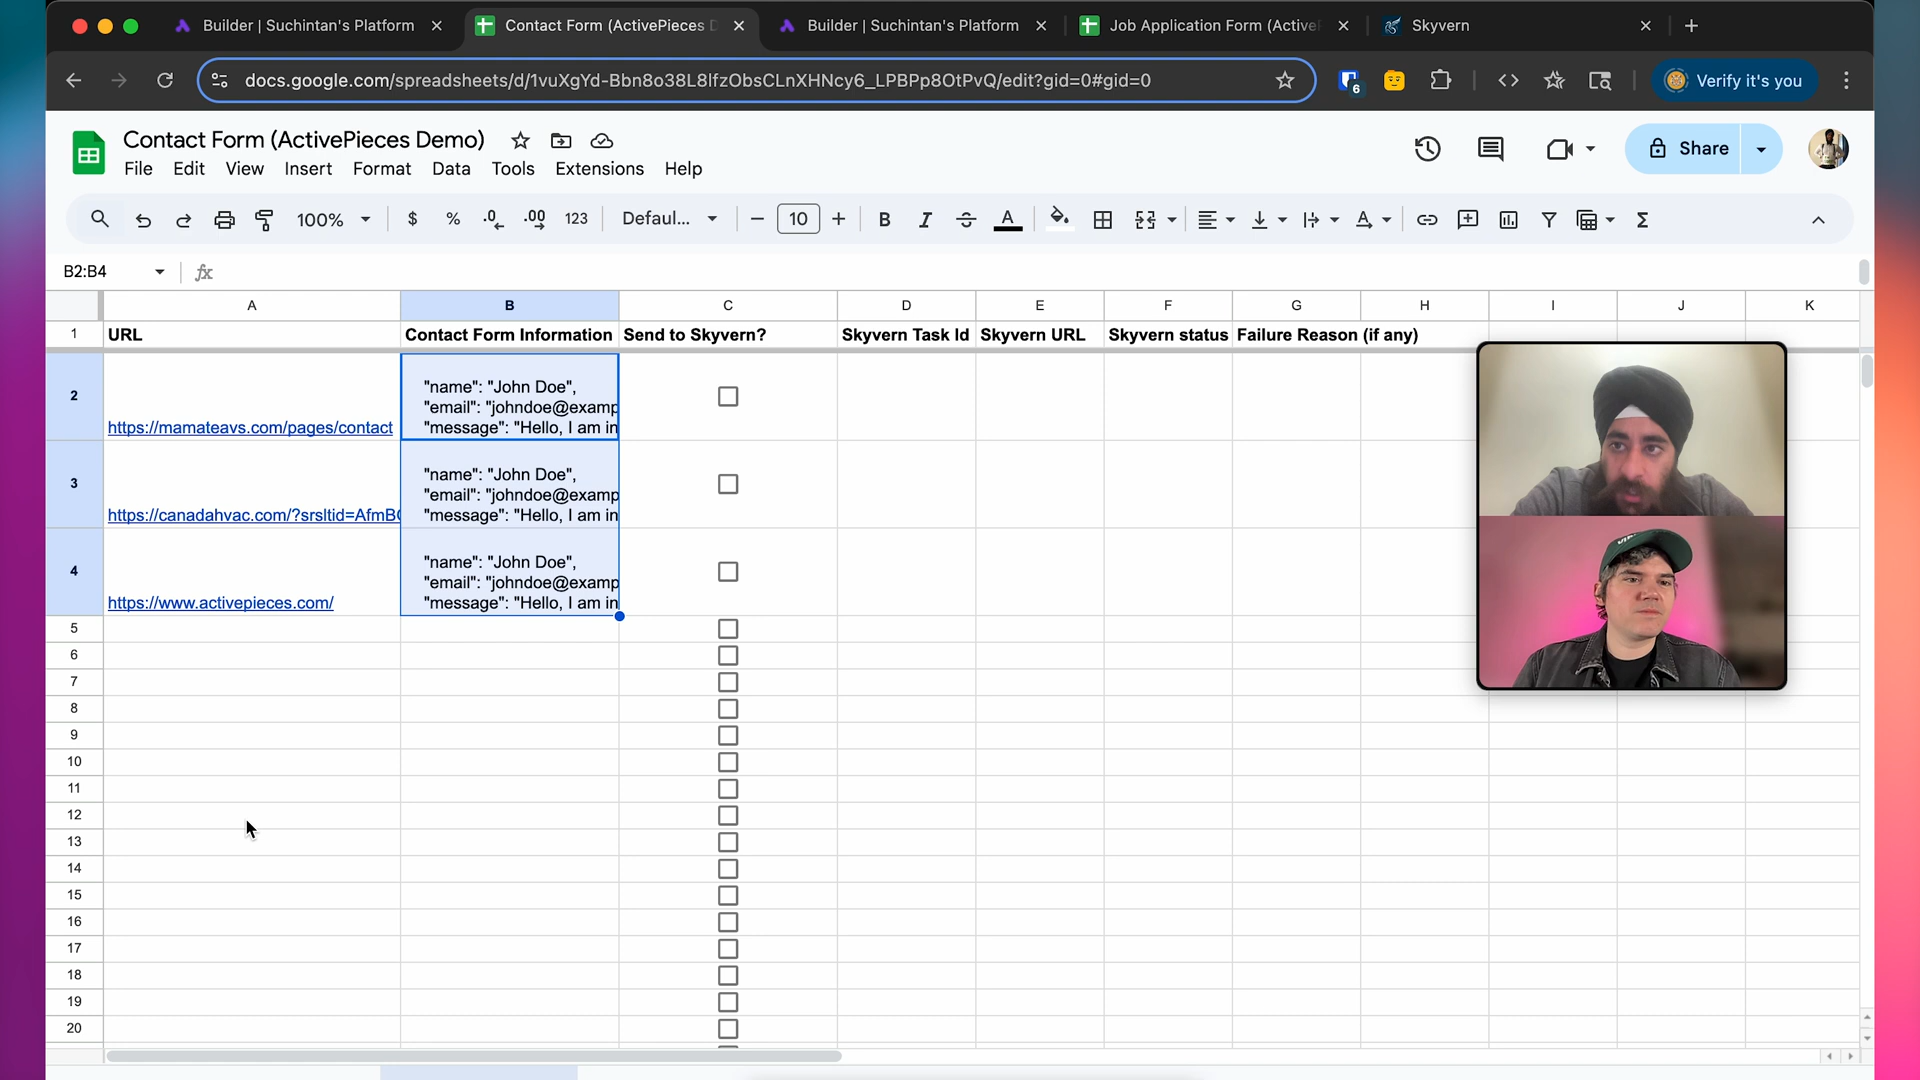 Builder | Suchintan's Platform
Contact Form (ActivePieces D
Builder | Suchintan's Platform
Job Application Form (ActiveP
Skyvern
docs.google.com/spreadsheets/d/1vuXgYd-Bbn8o38L8lfzObsCLnXHNcy6_LPBPp8OtPvQ/edit?gid=0#gid=0
6
Verify it's you
Contact Form (ActivePieces Demo)
File Edit View Insert Format Data Tools Extensions Help
Share
100% $ % .0 .00 123 Defaul... 10 B I S A
B2:B4 fx
A B C D E F G H I J K
1 URL Contact Form Information Send to Skyvern? Skyvern Task Id Skyvern URL Skyvern status Failure Reason (if any)
2
https://mamateavs.com/pages/contact
"name": "John Doe",
"email": "johndoe@examp
"message": "Hello, I am in
3
https://canadahvac.com/?srsltid=AfmBO
"name": "John Doe",
"email": "johndoe@examp
"message": "Hello, I am in
4
https://www.activepieces.com/
"name": "John Doe",
"email": "johndoe@examp
"message": "Hello, I am in
5
6
7
8
9
10
11
12
13
14
15
16
17
18
19
20